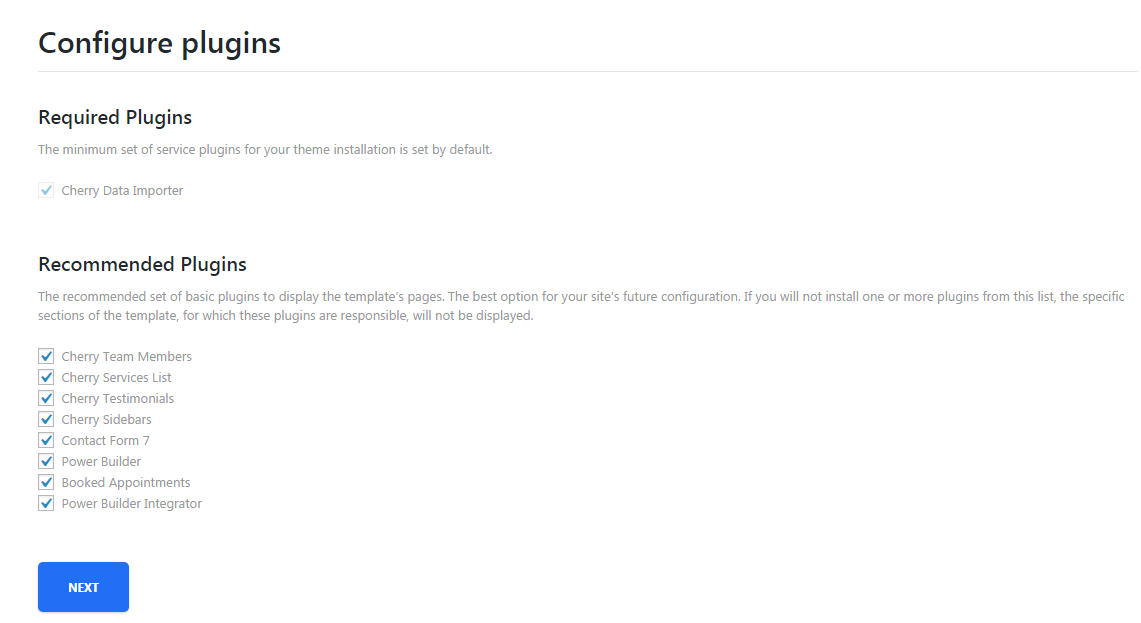 Configure plugins
Required Plugins
The minimum set of service plugins for your theme installation is set by default.
Cherry Data Importer
Recommended Plugins
The recommended set of basic plugins to display the template's pages. The best option for your site's future configuration. If you will not install one or more plugins from this list, the specific
sections of the template, for which these plugins are responsible, will not be displayed.
Cherry Team Members
Cherry Services List
Cherry Testimonials
Cherry Sidebars
Contact Form 7
Power Builder
Booked Appointments
Power Builder Integrator
NEXT